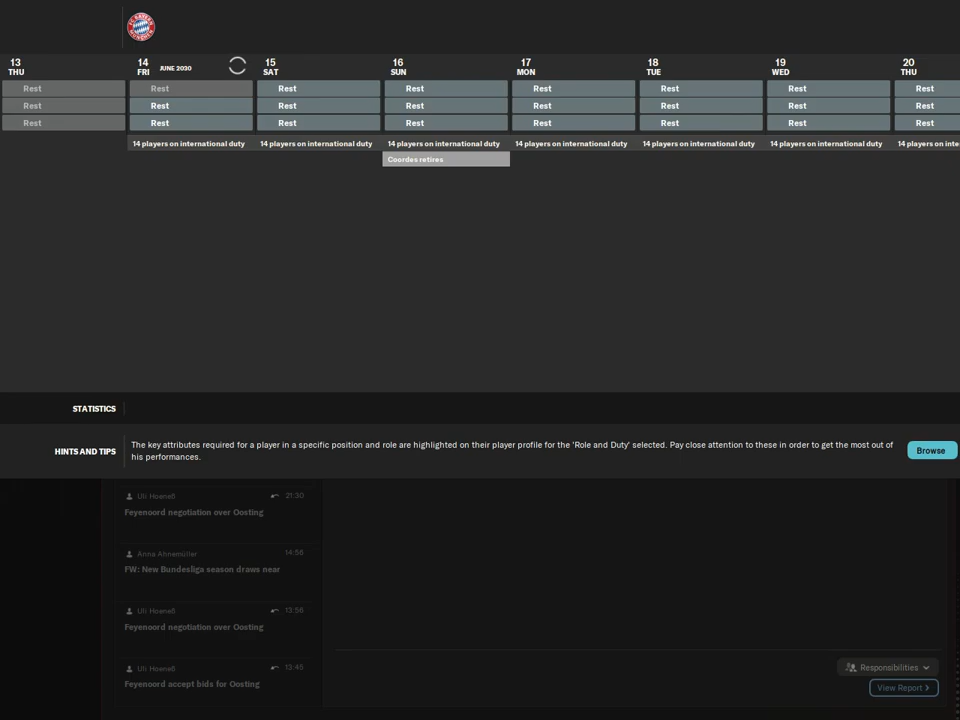 FC BAYERN
MÜNCHEN
13
THU
14
FRI
JUNE 2030
15
SAT
16
SUN
17
MON
18
TUE
19
WED
20
THU
Rest Rest Rest Rest Rest Rest Rest Rest
Rest Rest Rest Rest Rest Rest Rest Rest
Rest Rest Rest Rest Rest Rest Rest Rest
14 players on international duty 14 players on international duty 14 players on international duty 14 players on international duty 14 players on international duty 14 players on international duty 14 players on inte
Coordes retires
STATISTICS
HINTS AND TIPS
The key attributes required for a player in a specific position and role are highlighted on their player profile for the 'Role and Duty' selected. Pay close attention to these in order to get the most out of
his performances.
Browse
Uli Hoeneß 21:30
Feyenoord negotiation over Oosting
Anna Ahnemüller 14:56
FW: New Bundesliga season draws near
Uli Hoeneß 13:56
Feyenoord negotiation over Oosting
Uli Hoeneß 13:45
Feyenoord accept bids for Oosting
Responsibilities
View Report